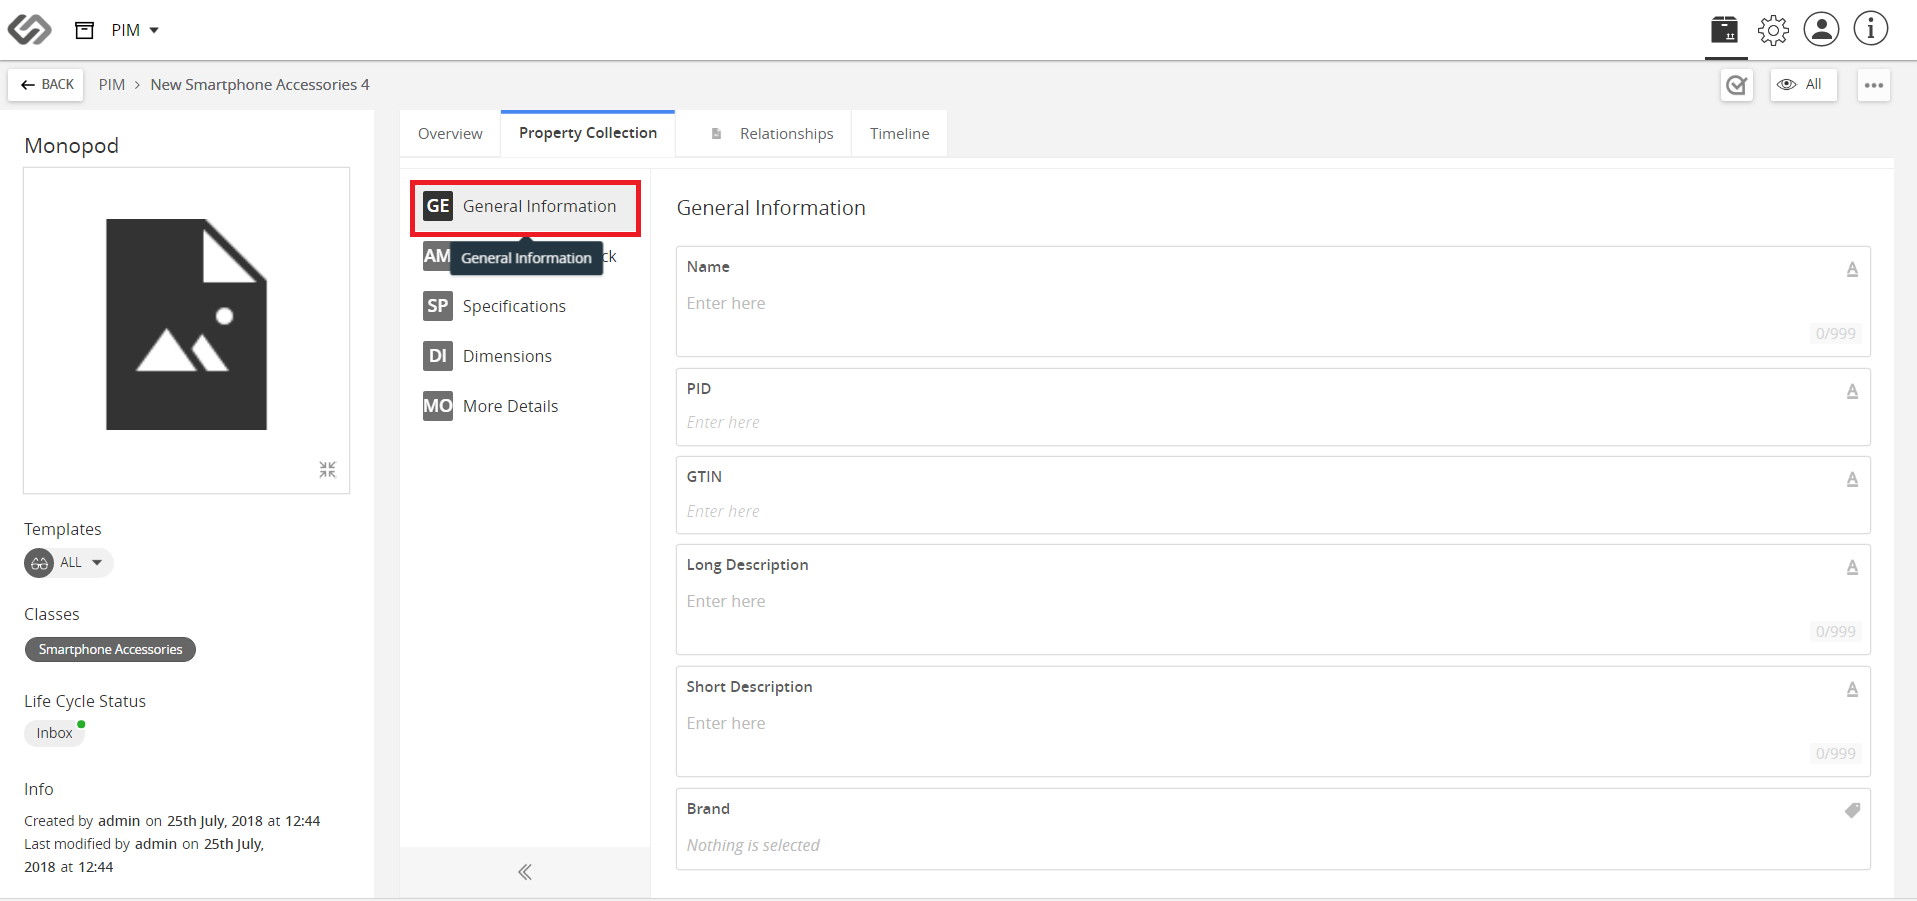 PIM
BACK
PIM › New Smartphone Accessories 4
All
Monopod
Templates
ALL
Classes
Smartphone Accessories
Life Cycle Status
Inbox
Info
Created by admin on 25th July, 2018 at 12:44
Last modified by admin on 25th July,
2018 at 12:44
Overview
Property Collection
Relationships
Timeline
GE General Information
AM
General Information
ck
SP Specifications
DI Dimensions
MO More Details
General Information
Name
Enter here
0/999
PID
Enter here
GTIN
Enter here
Long Description
Enter here
0/999
Short Description
Enter here
0/999
Brand
Nothing is selected